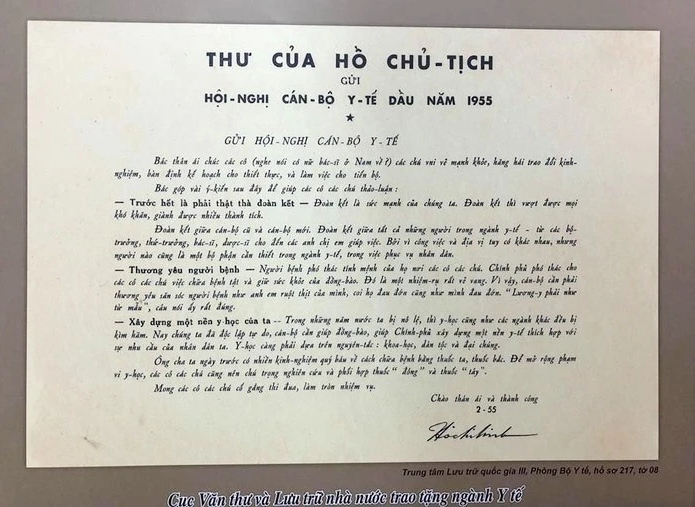 THƯ CỦA HỒ CHỦ-TỊCH
GỬI
HỘI-NGHỊ CÁN-BỘ Y-TẾ DẦU NĂM 1955
★
GỬI HỘI-NGHỊ CÁN-BỘ Y-TẾ
Bác thân ái chúc các cô (nghe nói có nữ bác-sĩ ở Nam về?) các chú vui vẻ mạnh khỏe, hăng hái trao đổi kinh-
nghiệm, bàn định kế hoạch cho thiết thực, và làm việc cho tiến bộ.
Bác góp vài ý-kiến sau đây để giúp các cô các chú thảo-luận :
— Trước hết là phải thật thà đoàn kết — Đoàn kết là sức mạnh của chúng ta. Đoàn kết thì vượt được mọi
khó khăn, giành được nhiều thành tích.
Đoàn kết giữa cán-bộ cũ và cán-bộ mới. Đoàn kết giữa tất cả những người trong ngành y-tế - từ các bộ-
trưởng, thứ-trưởng, bác-sĩ, dược-sĩ cho đến các anh chị em giúp việc. Bởi vì công việc và địa vị tuy có khác nhau, nhưng
người nào cũng là một bộ phận cần thiết trong ngành y-tế, trong việc phục vụ nhân dân.
— Thương yêu người bệnh — Người bệnh phó thác tính mệnh của họ nơi các cô các chú. Chính phủ phó thác cho
các cô các chú việc chữa bệnh tật và giữ sức khỏe của đồng-bào. Đó là một nhiệm-vụ rất vẻ vang. Vì vậy, cán-bộ cần phải
thương yêu săn sóc người bệnh như anh em ruột thịt của mình, coi họ đau đớn cũng như mình đau đớn. "Lương-y phải như
từ mẫu", câu nói ấy rất đúng.
— Xây dựng một nền y-học của ta -- Trong những năm nước ta bị nô lệ, thì y-học cũng như các ngành khác đều bị
kìm hãm. Nay chúng ta đã độc lập tự do, cán-bộ cần giúp đồng-bào, giúp Chính-phủ xây dựng một nền y-tế thích hợp với
sự nhu cầu của nhân dân ta. Y-học càng phải dựa trên nguyên-tắc : khoa-học, dân tộc và đại chúng.
Ông cha ta ngày trước có nhiều kinh-nghiệm quý báu về cách chữa bệnh bằng thuốc ta, thuốc bắc. Để mở rộng phạm
vi y-học, các cô các chú cũng nên chú trọng nghiên cứu và phối hợp thuốc " đông" và thuốc "tây".
Mong các cô các chú cố gắng thi đua, làm tròn nhiệm vụ.
Chào thân ái và thành công
2 - 55
Hồ Chí Minh
Trung tâm Lưu trữ quốc gia III, Phông Bộ Y tế, hồ sơ 217, tờ 08
Cục Văn thư và Lưu trữ nhà nước trao tặng ngành Y tế